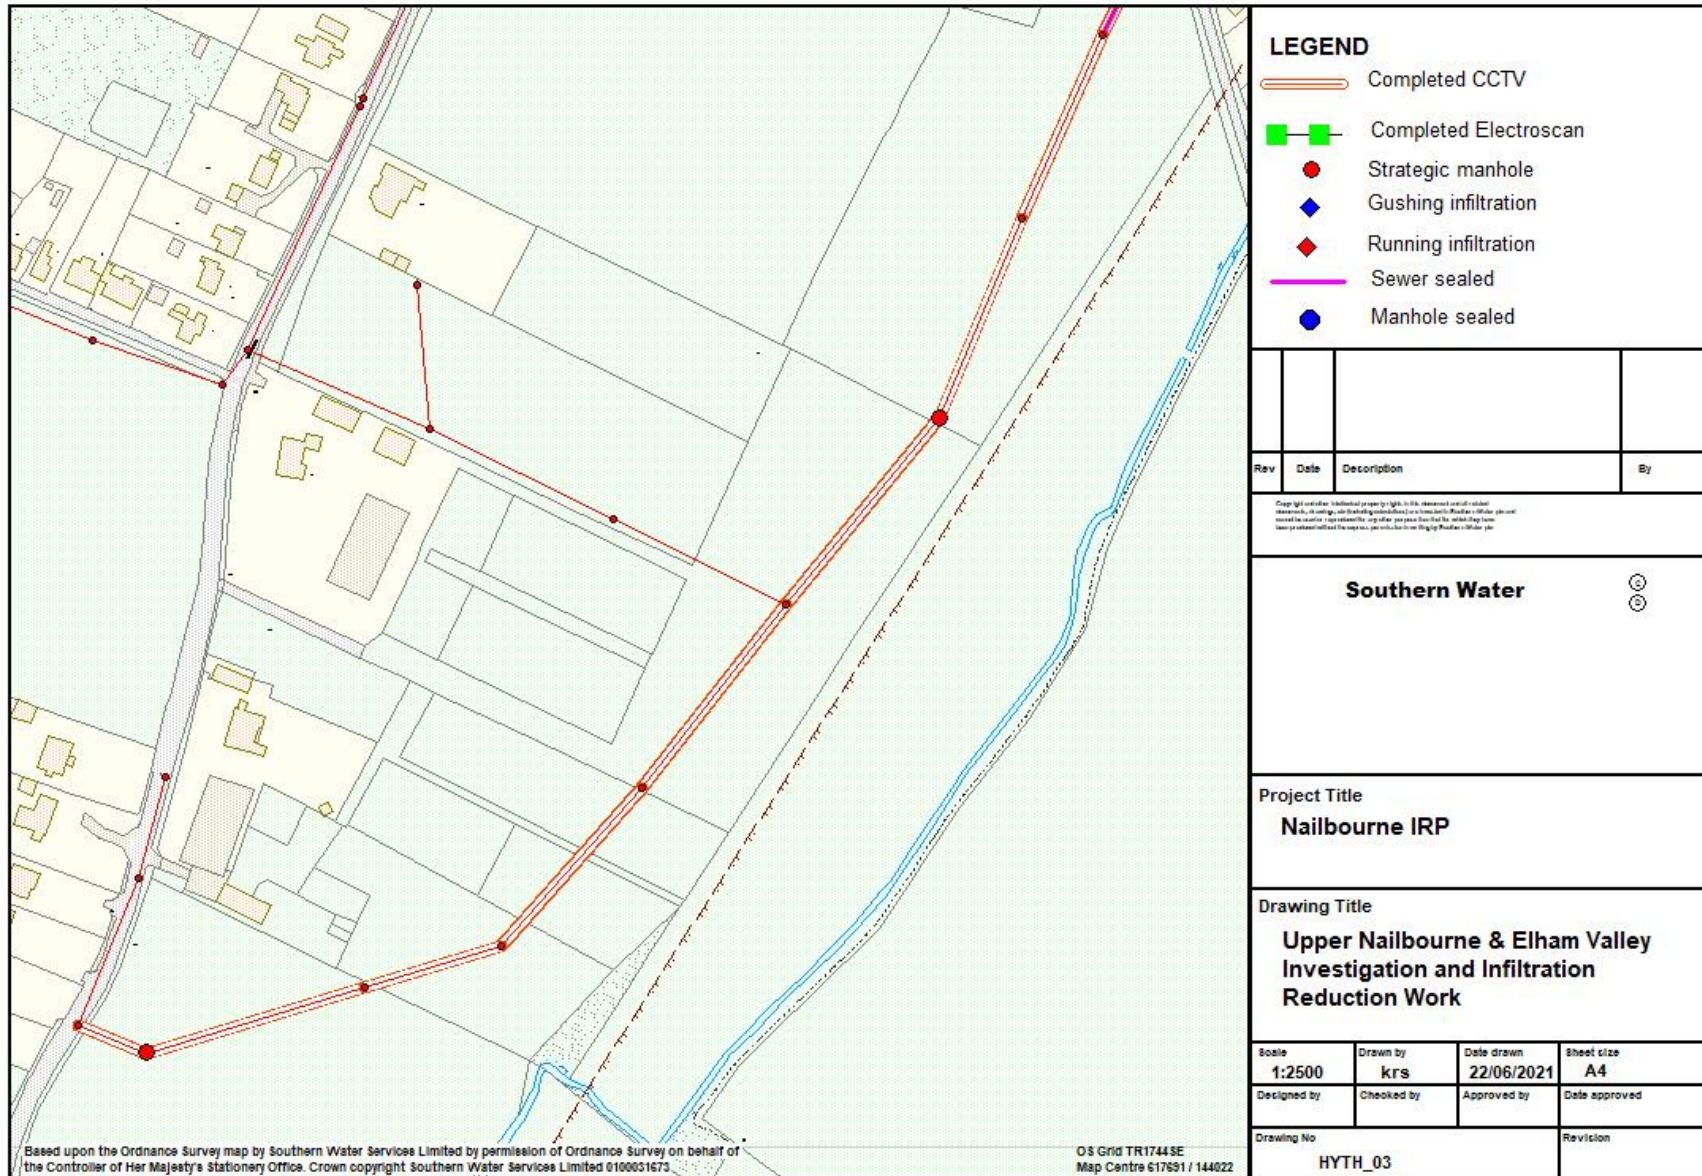 LEGEND
Completed CCTV
Completed Electroscan
Strategic manhole
Gushing infiltration
Running infiltration
Sewer sealed
Manhole sealed
Rev Date Description By
Southern Water
Project Title
Nailbourne IRP
Drawing Title
Upper Nailbourne & Elham Valley
Investigation and Infiltration
Reduction Work
Scale Drawn by Date drawn Sheet size
1:2500 krs 22/06/2021 A4
Designed by Checked by Approved by Date approved
Drawing No Revision
HYTH_03
Based upon the Ordnance Survey map by Southern Water Services Limited by permission of Ordnance Survey on behalf of
the Controller of Her Majesty's Stationery Office. Crown copyright Southern Water Services Limited 0100031673
OS Grid TR1744SE
Map Centre 617691 / 144022